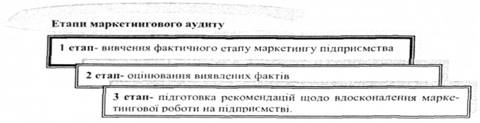 Етапи маркетингового аудиту
1 етап- вивчення фактичного етапу маркетингу підприємства
2 етап- оцінювання виявлених фактів
3 етап- підготовка рекомендацій щодо вдосконалення марке-
тингової роботи на підприємстві.